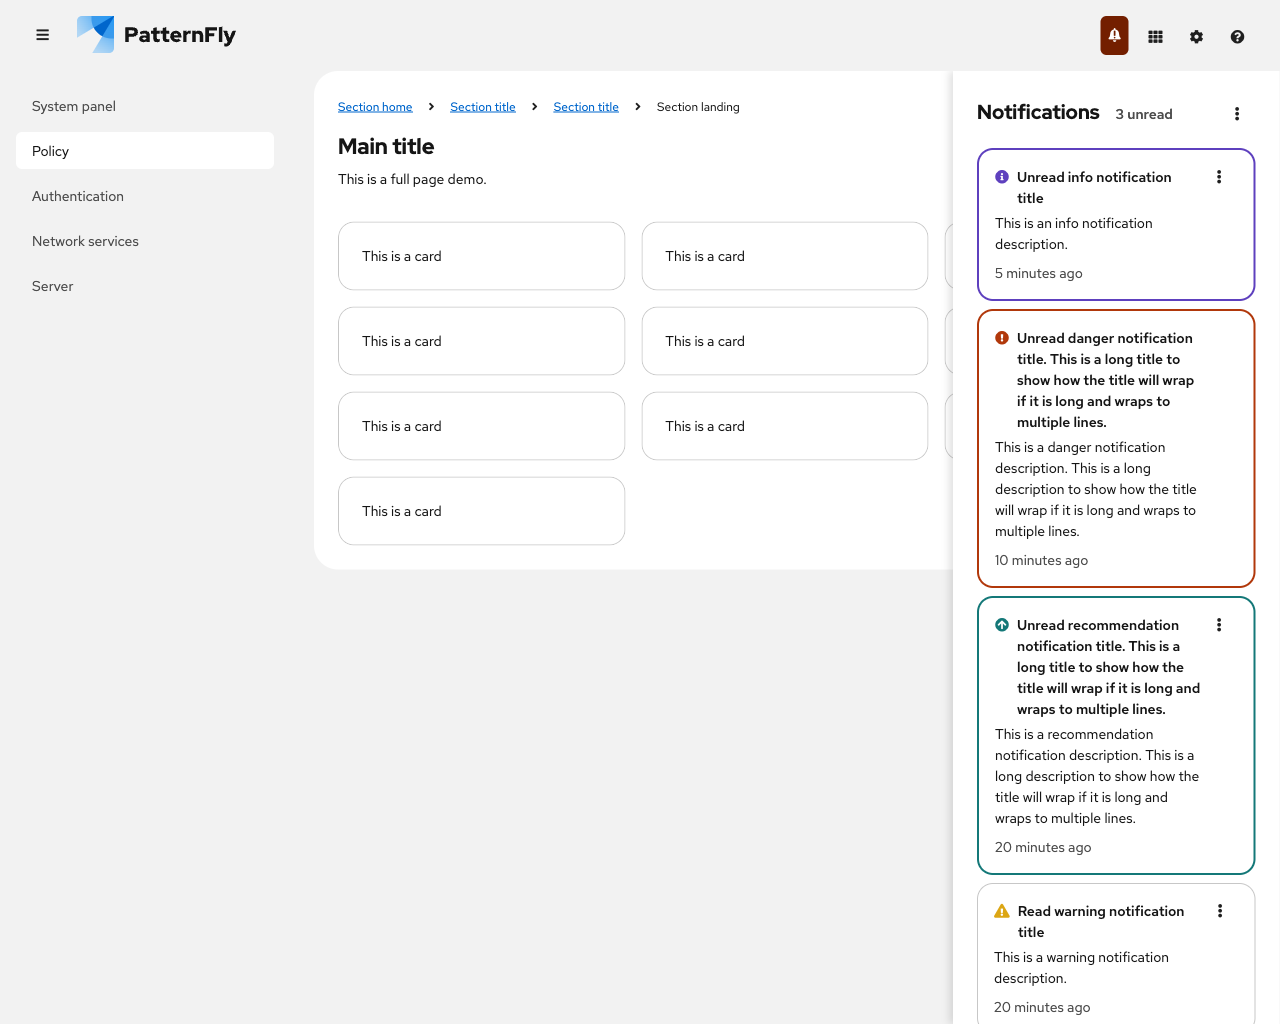 PatternFly
System panel
Policy
Authentication
Network services
Server
Section home
Section title
Section title
Section landing
Main title
This is a full page demo.
This is a card
This is a card
This is a card
This is a card
This is a card
This is a card
This is a card
Notifications
3 unread
Unread info notification
title
This is an info notification
description.
5 minutes ago
Unread danger notification
title. This is a long title to
show how the title will wrap
if it is long and wraps to
multiple lines.
This is a danger notification
description. This is a long
description to show how the title
will wrap if it is long and wraps to
multiple lines.
10 minutes ago
Unread recommendation
notification title. This is a
long title to show how the
title will wrap if it is long and
wraps to multiple lines.
This is a recommendation
notification description. This is a
long description to show how the
title will wrap if it is long and
wraps to multiple lines.
20 minutes ago
Read warning notification
title
This is a warning notification
description.
20 minutes ago